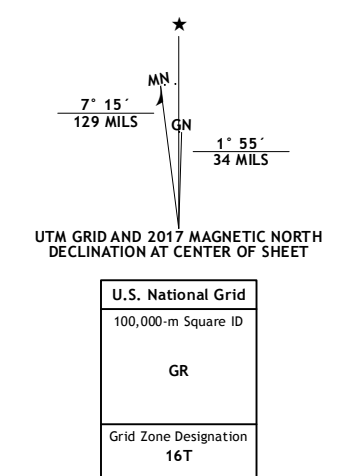 ★
MN
GN
7° 15´
129 MILS
1° 55´
34 MILS
UTM GRID AND 2017 MAGNETIC NORTH
DECLINATION AT CENTER OF SHEET
U.S. National Grid
100,000-m Square ID
GR
Grid Zone Designation
16T